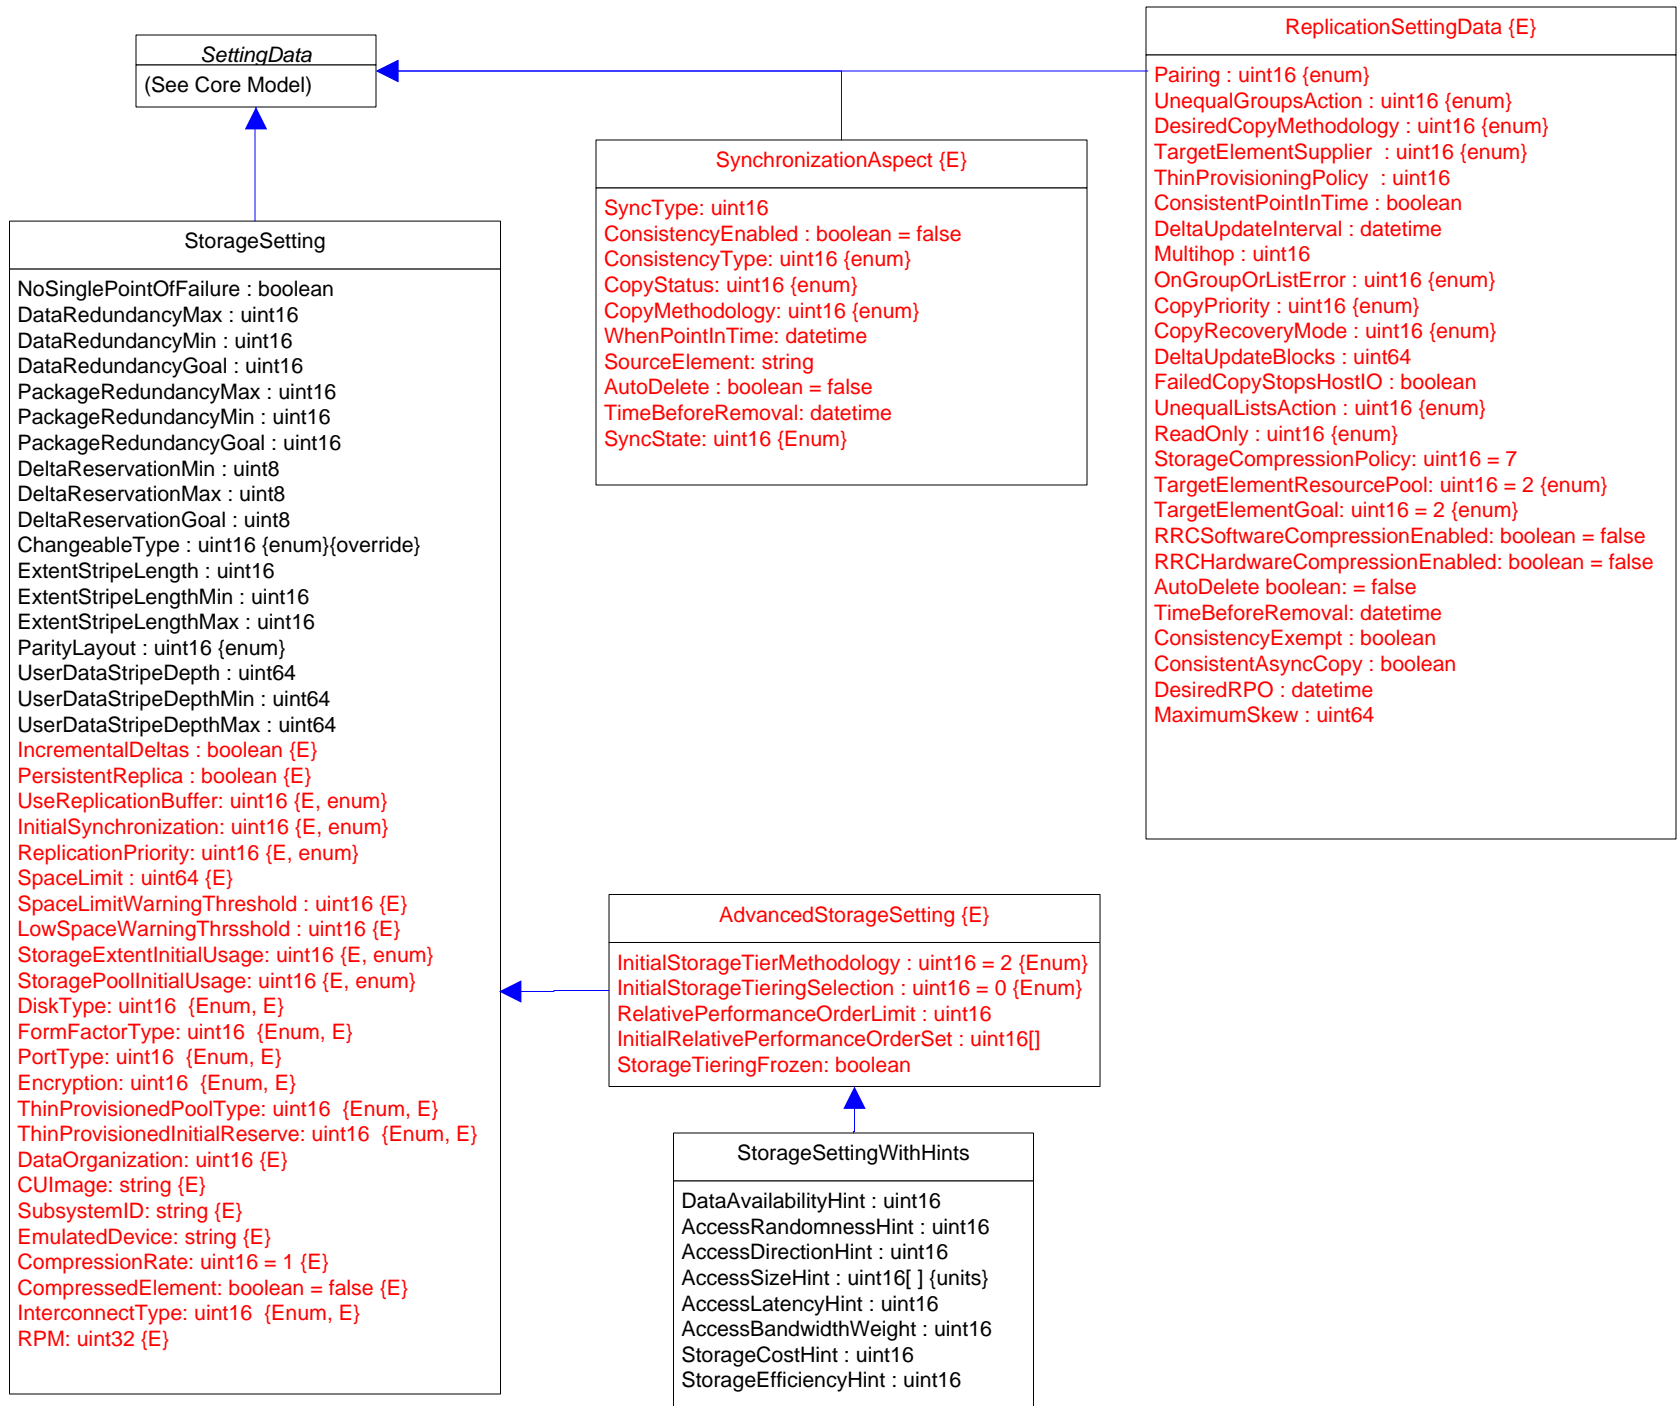 SettingData
(See Core Model)
ReplicationSettingData {E}
Pairing : uint16 {enum}
UnequalGroupsAction : uint16 {enum}
DesiredCopyMethodology : uint16 {enum}
TargetElementSupplier  : uint16 {enum}
ThinProvisioningPolicy  : uint16
ConsistentPointInTime : boolean
DeltaUpdateInterval : datetime
Multihop : uint16
OnGroupOrListError : uint16 {enum}
CopyPriority : uint16 {enum}
CopyRecoveryMode : uint16 {enum}
DeltaUpdateBlocks : uint64
FailedCopyStopsHostIO : boolean
UnequalListsAction : uint16 {enum}
ReadOnly : uint16 {enum}
StorageCompressionPolicy: uint16 = 7
TargetElementResourcePool: uint16 = 2 {enum}
TargetElementGoal: uint16 = 2 {enum}
RRCSoftwareCompressionEnabled: boolean = false
RRCHardwareCompressionEnabled: boolean = false
AutoDelete boolean: = false
TimeBeforeRemoval: datetime
ConsistencyExempt : boolean
ConsistentAsyncCopy : boolean
DesiredRPO : datetime
MaximumSkew : uint64
SynchronizationAspect {E}
SyncType: uint16
ConsistencyEnabled : boolean = false
ConsistencyType: uint16 {enum}
CopyStatus: uint16 {enum}
CopyMethodology: uint16 {enum}
WhenPointInTime: datetime
SourceElement: string
AutoDelete : boolean = false
TimeBeforeRemoval: datetime
SyncState: uint16 {Enum}
StorageSetting
NoSinglePointOfFailure : boolean
DataRedundancyMax : uint16
DataRedundancyMin : uint16
DataRedundancyGoal : uint16
PackageRedundancyMax : uint16
PackageRedundancyMin : uint16
PackageRedundancyGoal : uint16
DeltaReservationMin : uint8
DeltaReservationMax : uint8
DeltaReservationGoal : uint8
ChangeableType : uint16 {enum}{override}
ExtentStripeLength : uint16
ExtentStripeLengthMin : uint16
ExtentStripeLengthMax : uint16
ParityLayout : uint16 {enum}
UserDataStripeDepth : uint64
UserDataStripeDepthMin : uint64
UserDataStripeDepthMax : uint64
IncrementalDeltas : boolean {E}
PersistentReplica : boolean {E}
UseReplicationBuffer: uint16 {E, enum}
InitialSynchronization: uint16 {E, enum}
ReplicationPriority: uint16 {E, enum}
SpaceLimit : uint64 {E}
SpaceLimitWarningThreshold : uint16 {E}
LowSpaceWarningThrsshold : uint16 {E}
StorageExtentInitialUsage: uint16 {E, enum}
StoragePoolInitialUsage: uint16 {E, enum}
DiskType: uint16  {Enum, E}
FormFactorType: uint16  {Enum, E}
PortType: uint16  {Enum, E}
Encryption: uint16  {Enum, E}
ThinProvisionedPoolType: uint16  {Enum, E}
ThinProvisionedInitialReserve: uint16  {Enum, E}
DataOrganization: uint16 {E}
CUImage: string {E}
SubsystemID: string {E}
EmulatedDevice: string {E}
CompressionRate: uint16 = 1 {E}
CompressedElement: boolean = false {E}
InterconnectType: uint16  {Enum, E}
RPM: uint32 {E}
AdvancedStorageSetting {E}
InitialStorageTierMethodology : uint16 = 2 {Enum}
InitialStorageTieringSelection : uint16 = 0 {Enum}
RelativePerformanceOrderLimit : uint16
InitialRelativePerformanceOrderSet : uint16[]
StorageTieringFrozen: boolean
StorageSettingWithHints
DataAvailabilityHint : uint16
AccessRandomnessHint : uint16
AccessDirectionHint : uint16
AccessSizeHint : uint16[ ] {units}
AccessLatencyHint : uint16
AccessBandwidthWeight : uint16
StorageCostHint : uint16
StorageEfficiencyHint : uint16